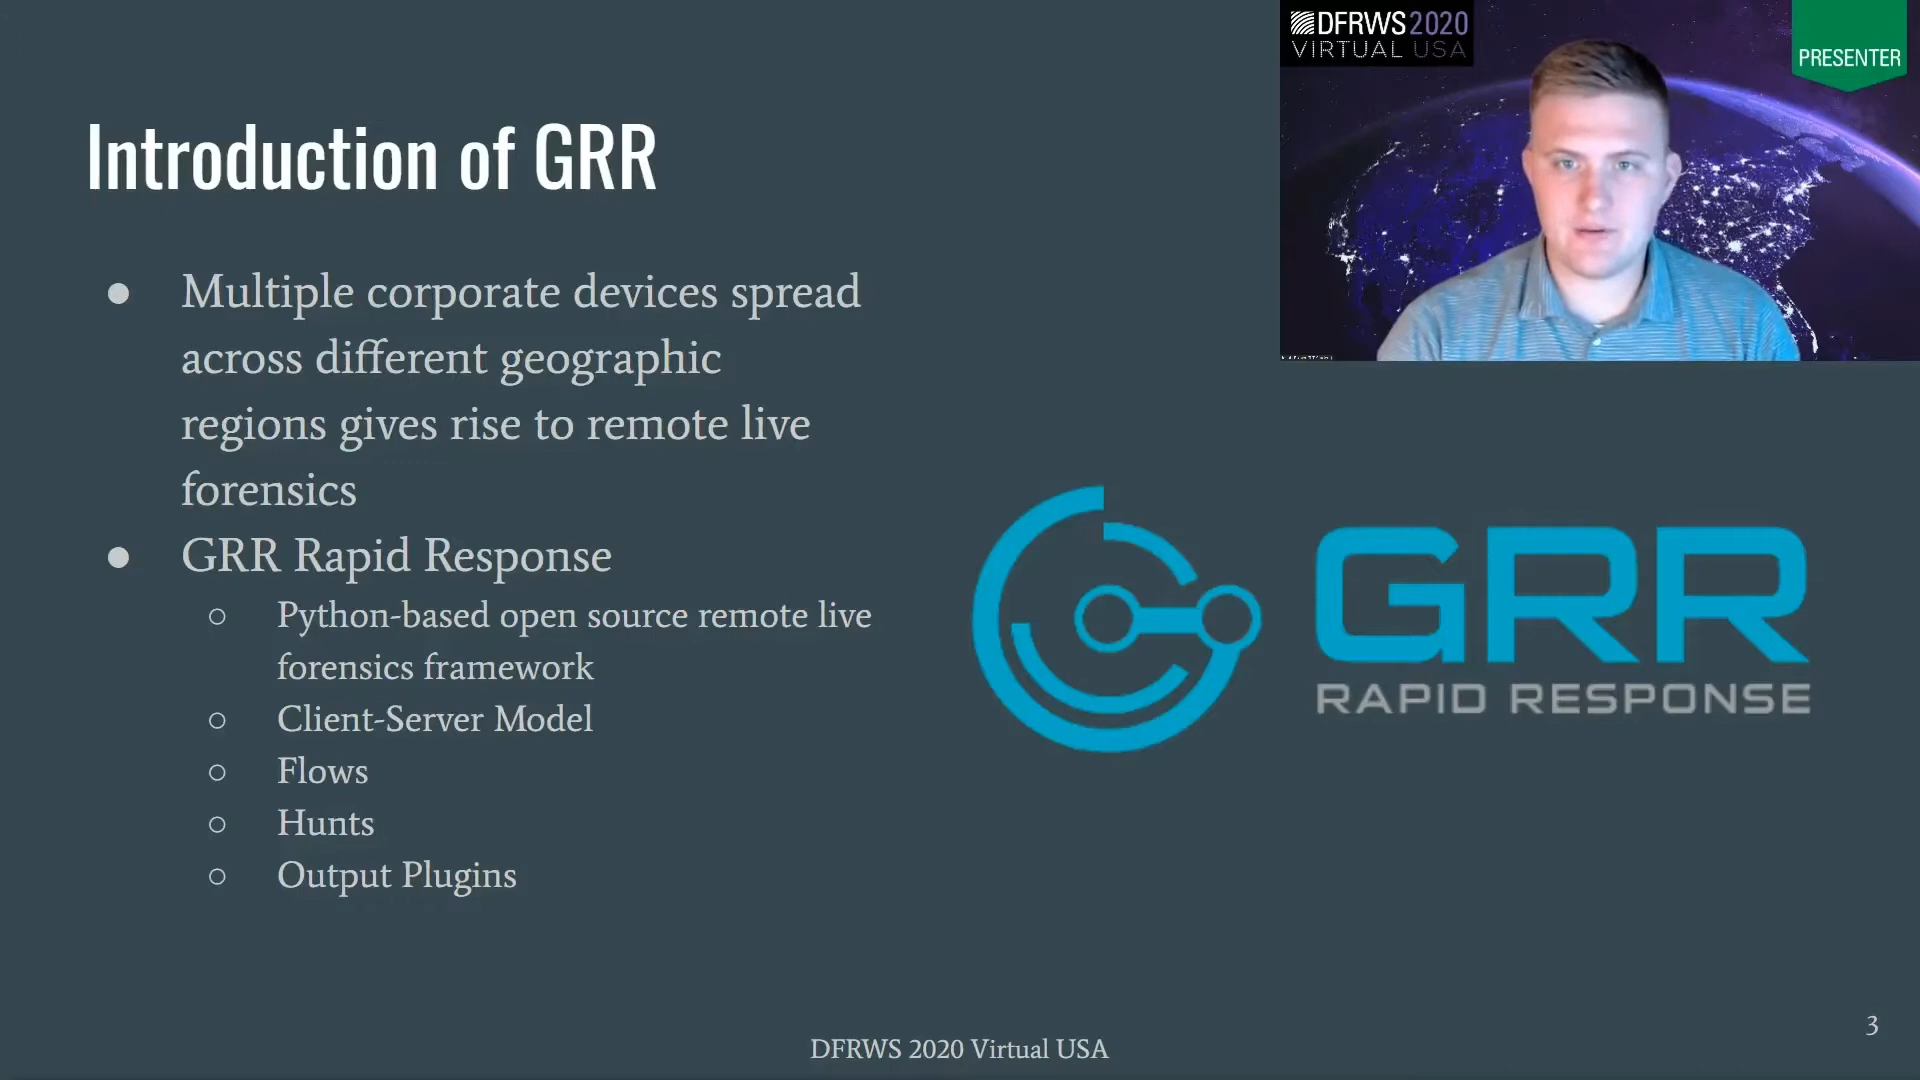 DFRWS 2020
VIRTUAL USA
PRESENTER
Introduction of GRR
● Multiple corporate devices spread
across different geographic
regions gives rise to remote live
forensics
● GRR Rapid Response
○ Python-based open source remote live
forensics framework
○ Client-Server Model
○ Flows
○ Hunts
○ Output Plugins
GRR
RAPID RESPONSE
DFRWS 2020 Virtual USA
3